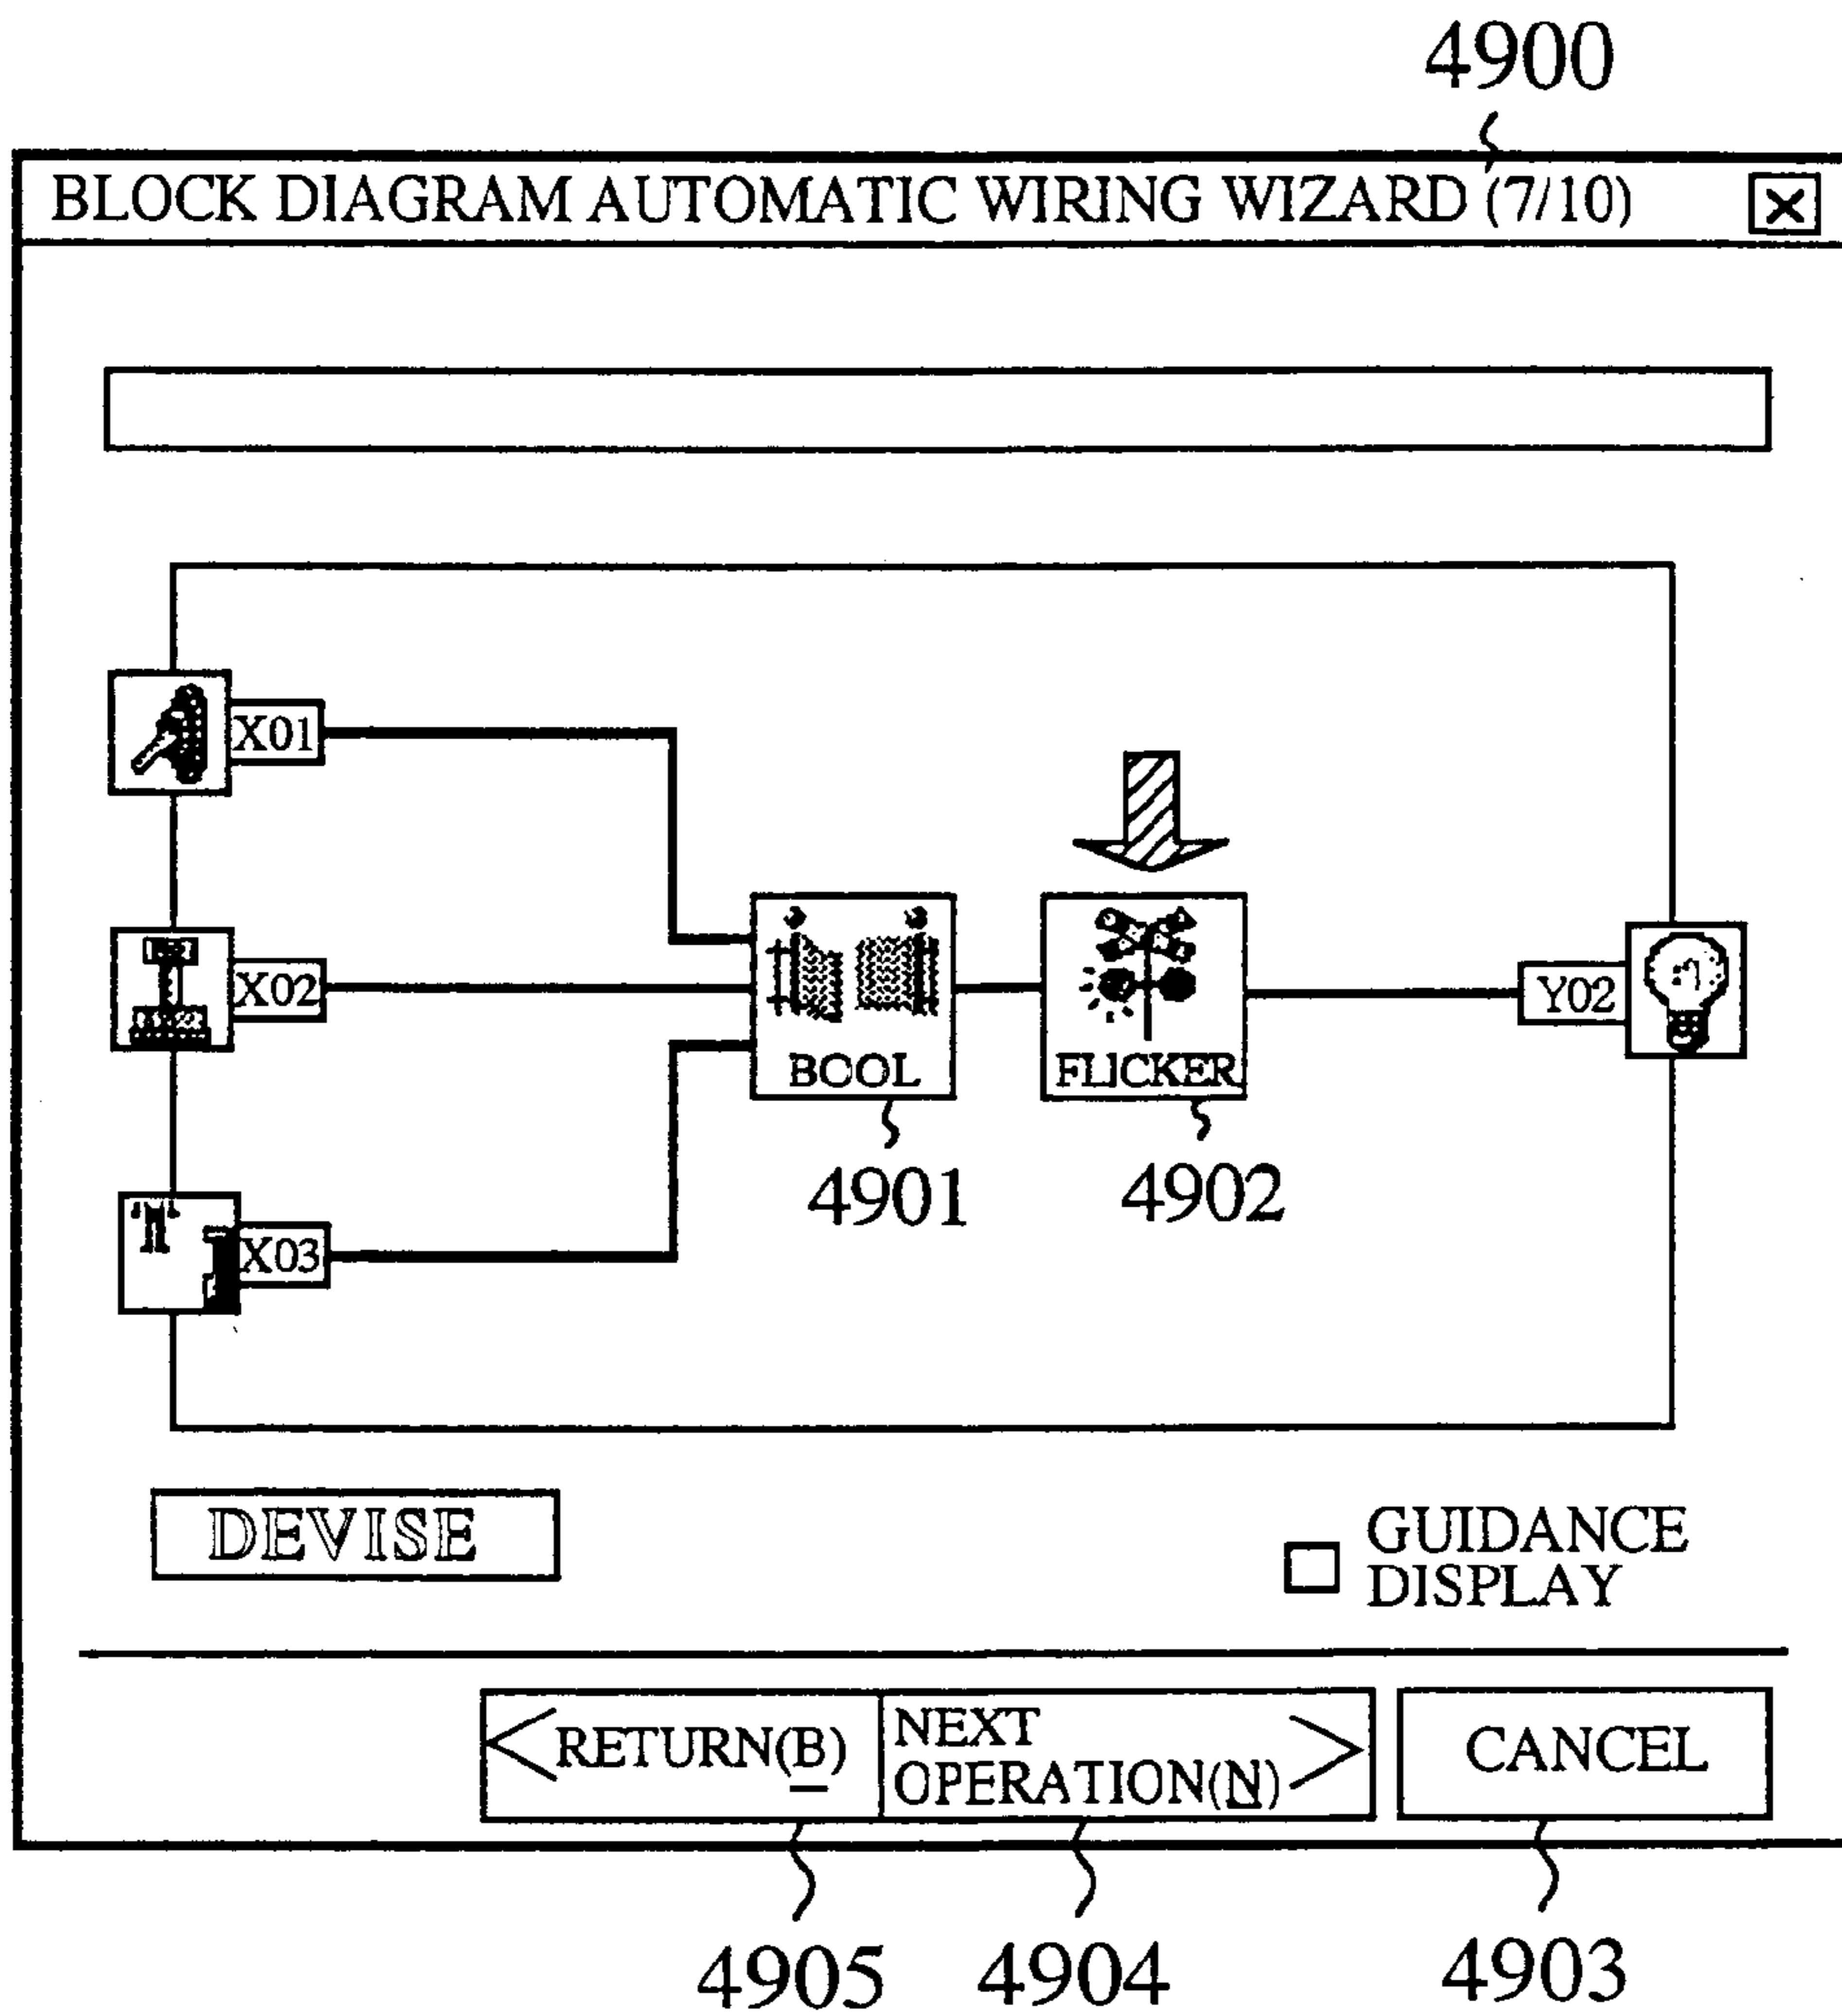 4900
BLOCK DIAGRAM AUTOMATIC WIRING WIZARD (7/10)
X01
X02
BOOL
FLICKER
Y02
4901
4902
X03
DEVISE
GUIDANCE
DISPLAY
<RETURN(B)
NEXT
OPERATION(N) >
CANCEL
4905
4904
4903